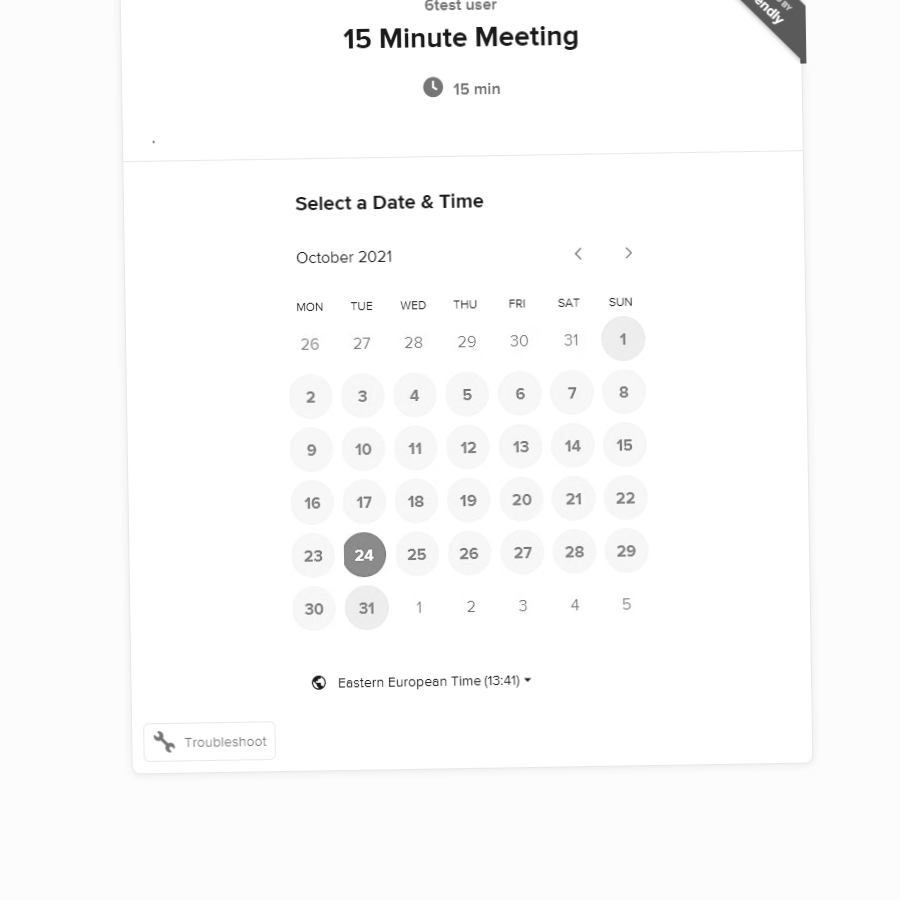 6test user
15 Minute Meeting
15 min
Select a Date & Time
October 2021
MON TUE WED THU FRI SAT SUN
26 27 28 29 30 31 1
2 3 4 5 6 7 8
9 10 11 12 13 14 15
16 17 18 19 20 21 22
23 24 25 26 27 28 29
30 31 1 2 3 4 5
Eastern European Time (13:41)
Troubleshoot